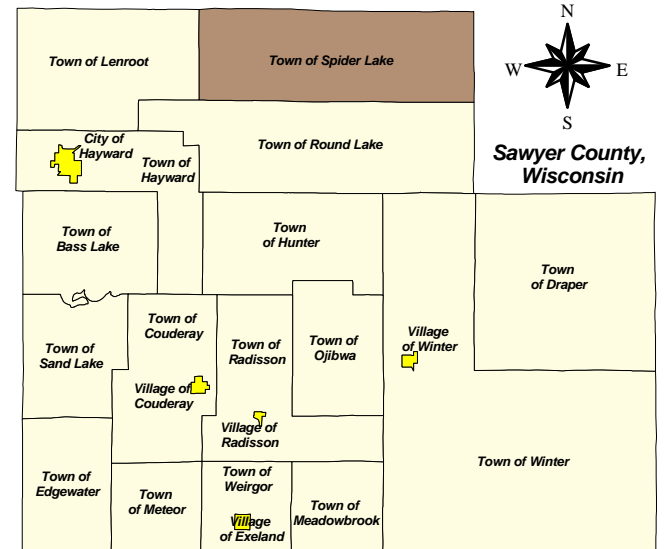 N
W
E
S
Sawyer County,
Wisconsin
Town of Lenroot
Town of Spider Lake
City of
Hayward
Town of
Hayward
Town of Round Lake
Town of
Bass Lake
Town
of Hunter
Town
of Draper
Town of
Sand Lake
Town of
Couderay
Village of
Couderay
Town of
Radisson
Village of
Radisson
Town of
Ojibwa
Village
of Winter
Town of Winter
Town of
Edgewater
Town
of Meteor
Town of
Weirgor
Village
of Exeland
Town of
Meadowbrook